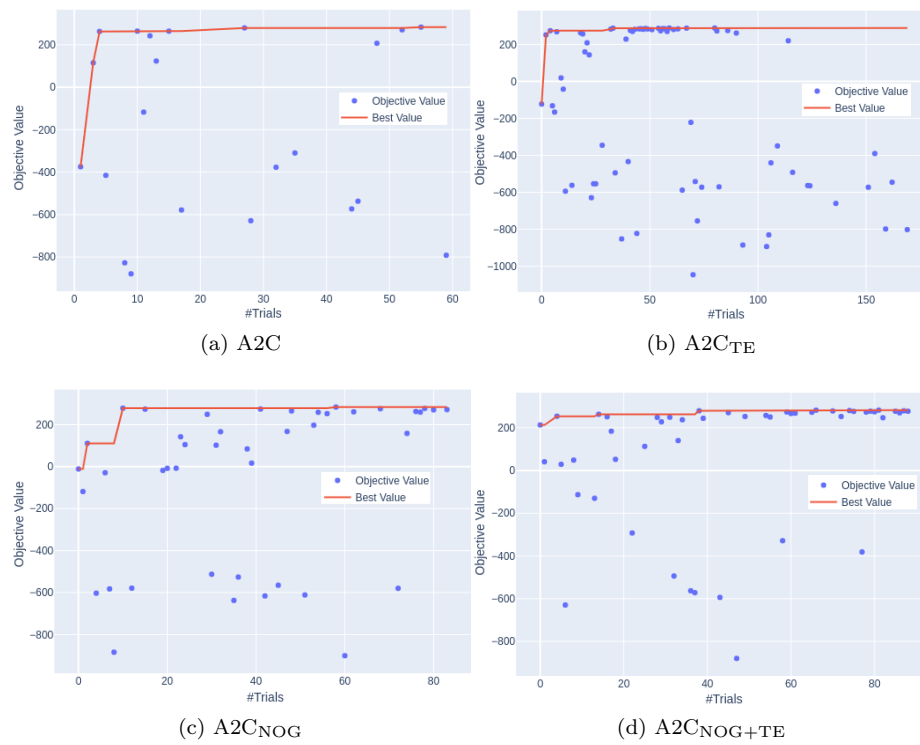 200
0
−200
−400
−600
−800
Objective Value
Objective Value
Best Value
0
10
20
30
40
50
60
#Trials
(a) A2C
200
0
−200
−400
−600
−800
−1000
Objective Value
Objective Value
Best Value
0
50
100
150
#Trials
(b) A2C_TE
200
0
−200
−400
−600
−800
Objective Value
Objective Value
Best Value
0
20
40
60
80
#Trials
(c) A2C_NOG
200
0
−200
−400
−600
−800
Objective Value
Objective Value
Best Value
0
20
40
60
80
#Trials
(d) A2C_NOG+TE